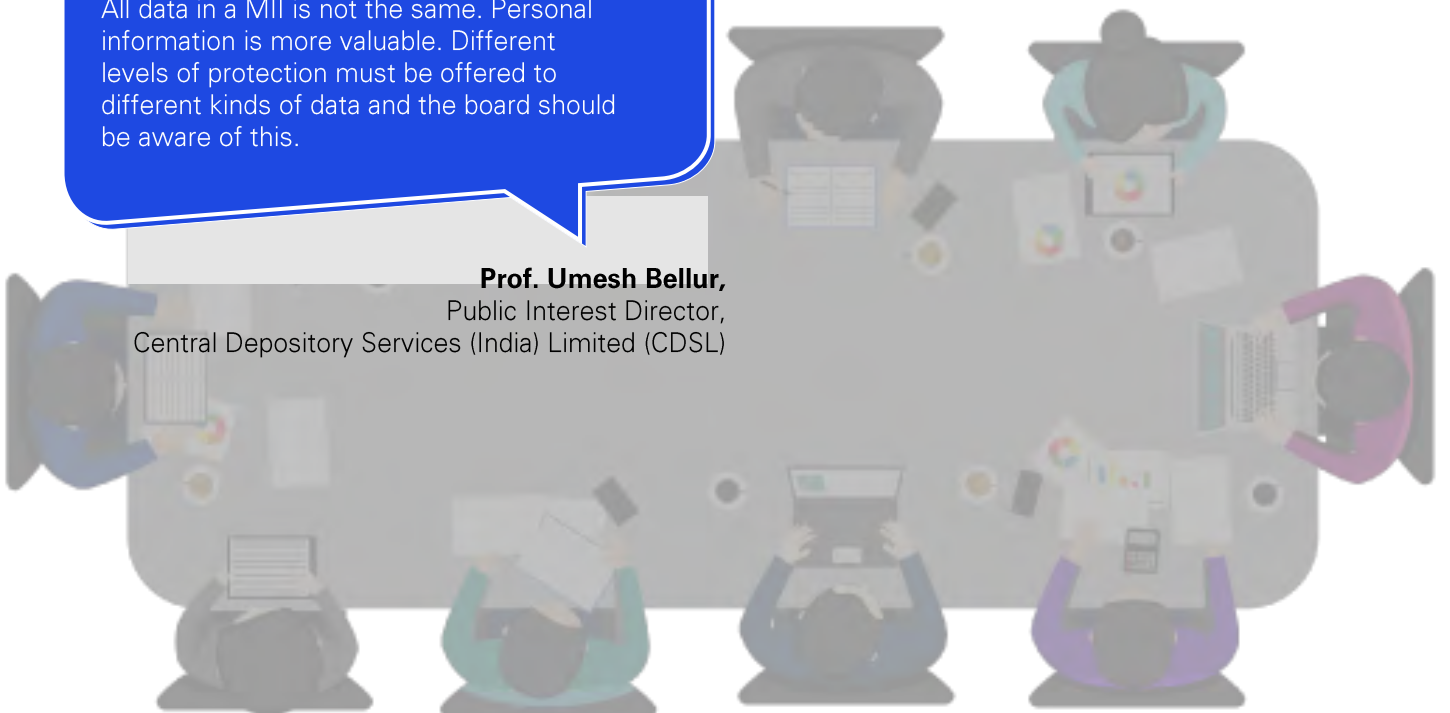 All data in a MII is not the same. Personal
information is more valuable. Different
levels of protection must be offered to
different kinds of data and the board should
be aware of this.
Prof. Umesh Bellur,
Public Interest Director,
Central Depository Services (India) Limited (CDSL)